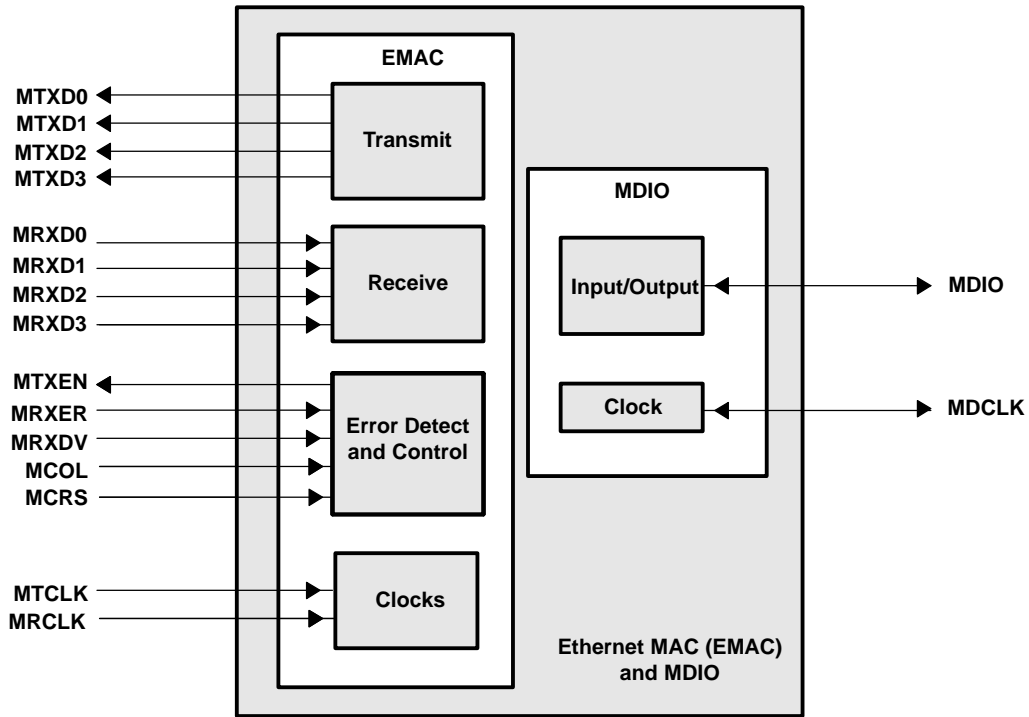 EMAC
MTXD0
MTXD1
MTXD2
MTXD3
Transmit
MRXD0
MRXD1
MRXD2
MRXD3
Receive
MTXEN
MRXER
MRXDV
MCOL
MCRS
Error Detect
and Control
MTCLK
MRCLK
Clocks
MDIO
Input/Output
MDIO
Clock
MDCLK
Ethernet MAC (EMAC)
and MDIO